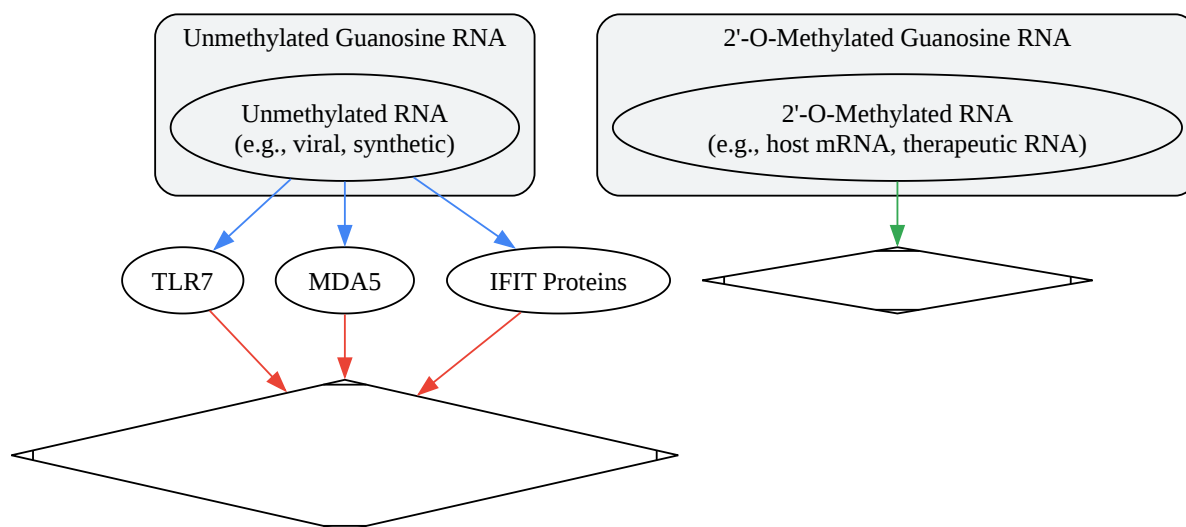 Unmethylated Guanosine RNA
2'-O-Methylated Guanosine RNA
Unmethylated RNA
(e.g., viral, synthetic)
2'-O-Methylated RNA
(e.g., host mRNA, therapeutic RNA)
TLR7
MDA5
IFIT Proteins